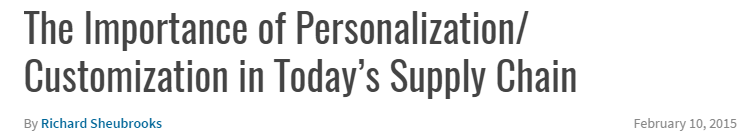 The Importance of Personalization/
Customization in Today’s Supply Chain
By Richard Sheubrooks February 10, 2015